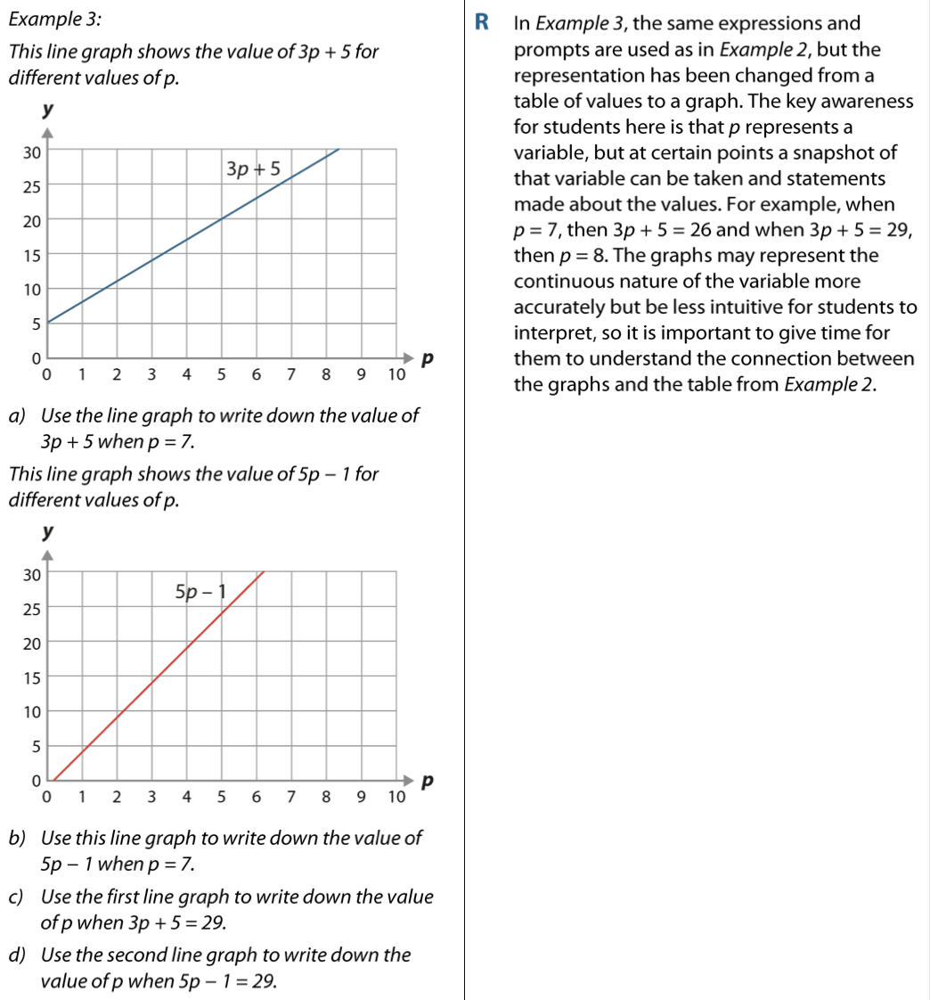 Example 3:
This line graph shows the value of 3p + 5 for
different values of p.
y
30
25
20
15
10
5
0
3p + 5
0 1 2 3 4 5 6 7 8 9 10
p
a) Use the line graph to write down the value of
3p + 5 when p = 7.
This line graph shows the value of 5p – 1 for
different values of p.
y
30
25
20
15
10
5
0
5p – 1
0 1 2 3 4 5 6 7 8 9 10
p
b) Use this line graph to write down the value of
5p – 1 when p = 7.
c) Use the first line graph to write down the value
of p when 3p + 5 = 29.
d) Use the second line graph to write down the
value of p when 5p – 1 = 29.
R In Example 3, the same expressions and
prompts are used as in Example 2, but the
representation has been changed from a
table of values to a graph. The key awareness
for students here is that p represents a
variable, but at certain points a snapshot of
that variable can be taken and statements
made about the values. For example, when
p = 7, then 3p + 5 = 26 and when 3p + 5 = 29,
then p = 8. The graphs may represent the
continuous nature of the variable more
accurately but be less intuitive for students to
interpret, so it is important to give time for
them to understand the connection between
the graphs and the table from Example 2.